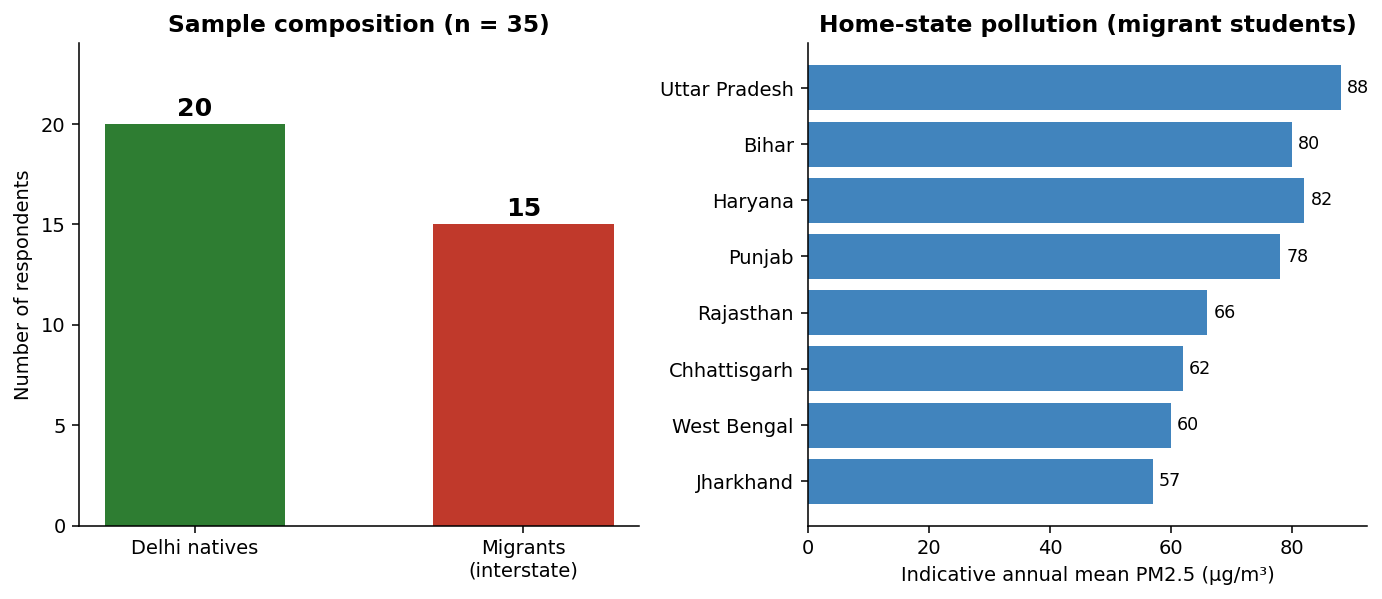 Sample composition (n = 35)
Number of respondents
20
15
10
5
0
20
15
Delhi natives
Migrants
(interstate)
Home-state pollution (migrant students)
Uttar Pradesh
88
Bihar
80
Haryana
82
Punjab
78
Rajasthan
66
Chhattisgarh
62
West Bengal
60
Jharkhand
57
0 20 40 60 80
Indicative annual mean PM2.5 (µg/m³)